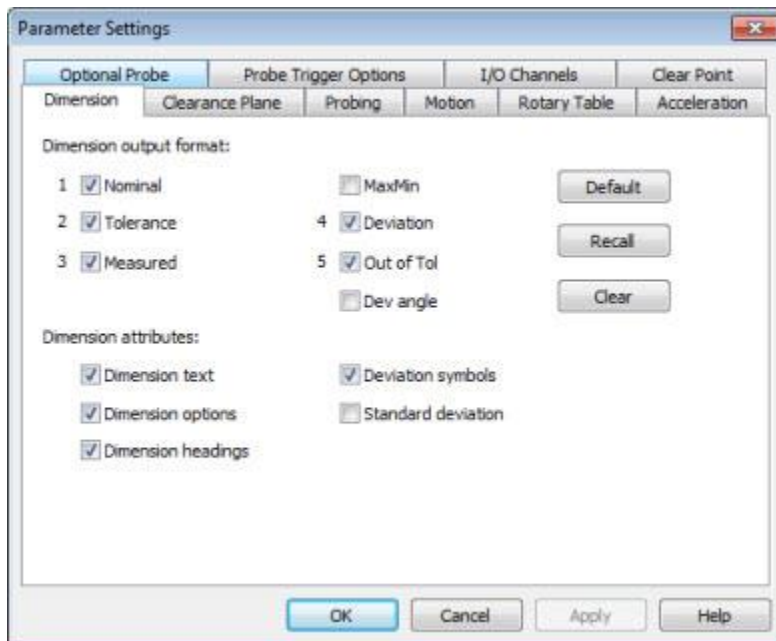 Parameter Settings
Optional Probe Probe Trigger Options I/O Channels Clear Point
Dimension Clearance Plane Probing Motion Rotary Table Acceleration
Dimension output format:
1 Nominal MaxMin Default
2 Tolerance 4 Deviation
Recall
3 Measured 5 Out of Tol
Dev angle Clear
Dimension attributes:
Dimension text Deviation symbols
Dimension options Standard deviation
Dimension headings
OK Cancel Apply Help